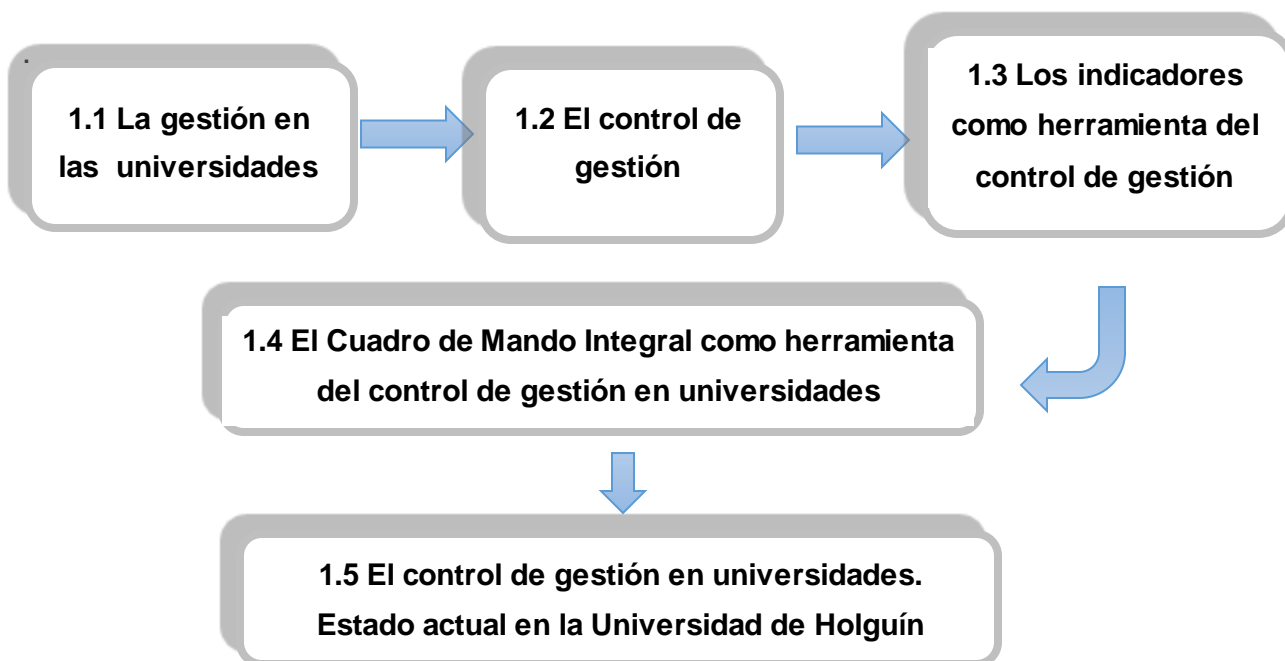 .
1.1 La gestión en
las universidades
1.2 El control de
gestión
1.3 Los indicadores
como herramienta del
control de gestión
1.4 El Cuadro de Mando Integral como herramienta
del control de gestión en universidades
1.5 El control de gestión en universidades.
Estado actual en la Universidad de Holguín